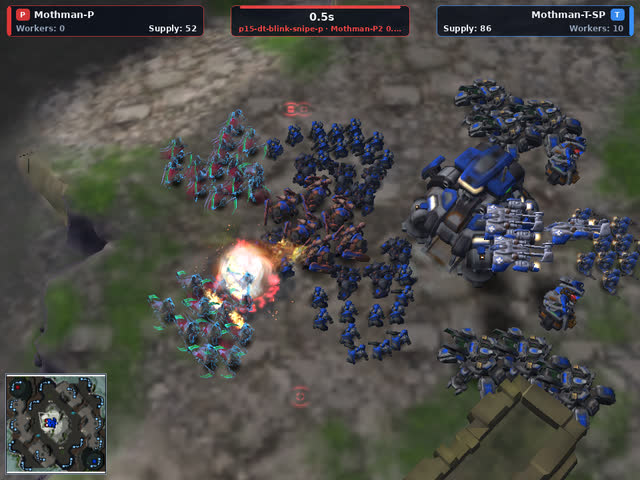 P Mothman-P
Workers: 0 Supply: 52
0.5s
p15-dt-blink-snipe-p · Mothman-P2 0....
Mothman-T-SP T
Supply: 86 Workers: 10